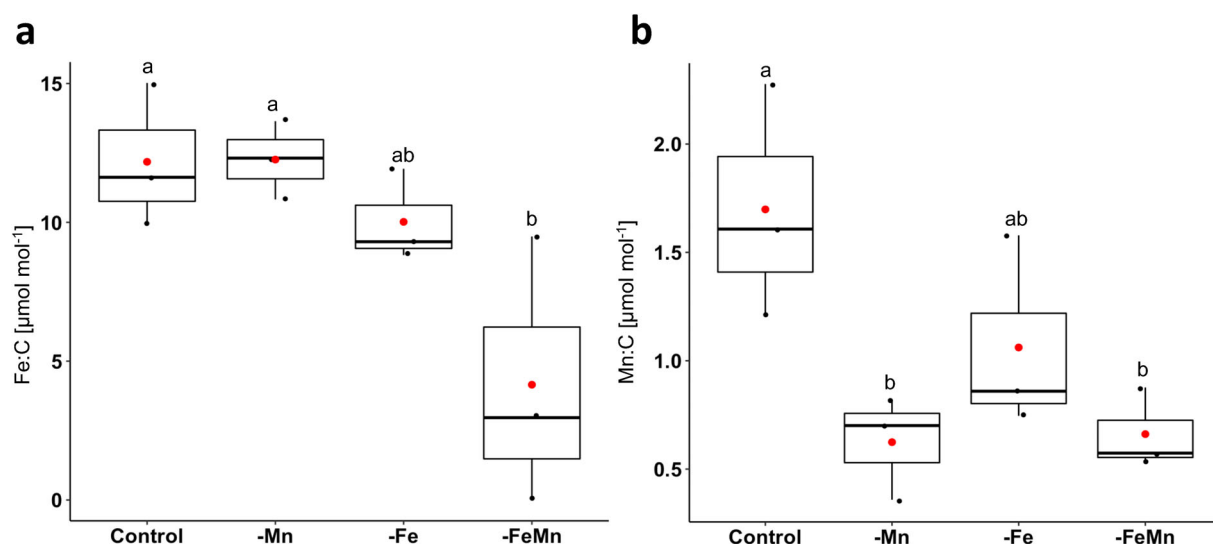 a
Fe:C [µmol mol⁻¹]
15
10
5
0
a
a
ab
b
Control
-Mn
-Fe
-FeMn
b
Mn:C [µmol mol⁻¹]
2.0
1.5
1.0
0.5
a
b
ab
b
Control
-Mn
-Fe
-FeMn